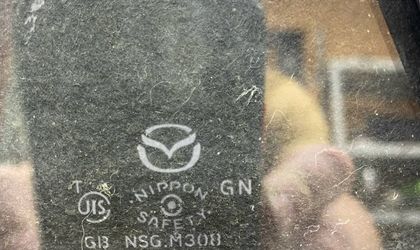 T NIPPON GN
JIS SAFETY
GB NSG M308